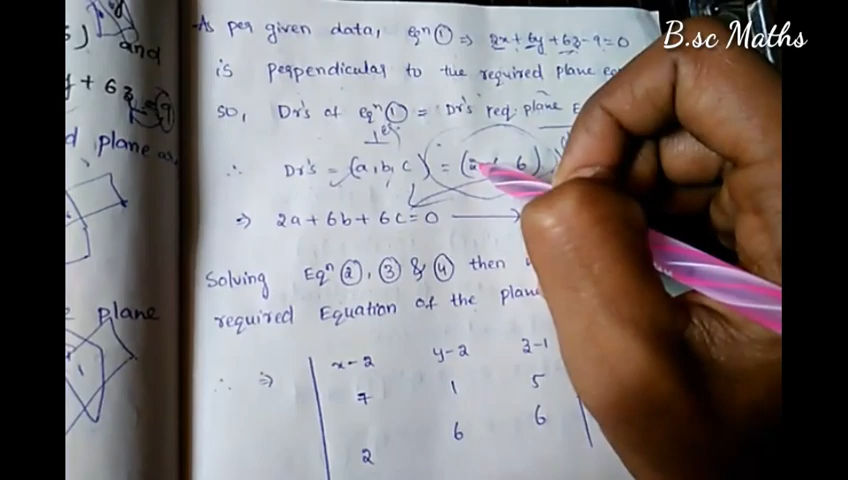 B.sc Maths
5) and
y + 6z = 9
d plane are
plane
As per given data, eqn ① ⇒ 2x + 6y + 6z - 9 = 0
is perpendicular to the required plane
so, Dr's of eqn ① = Dr's req. plane
∴ Dr's = (a, b, c) = (2, 6)
⇒ 2a + 6b + 6c = 0 →
Solving Eqn ②, ③ & ④ then
required Equation of the plane
∴ ⇒ | x-2 y-2 z-1
7 1 5
2 6 6